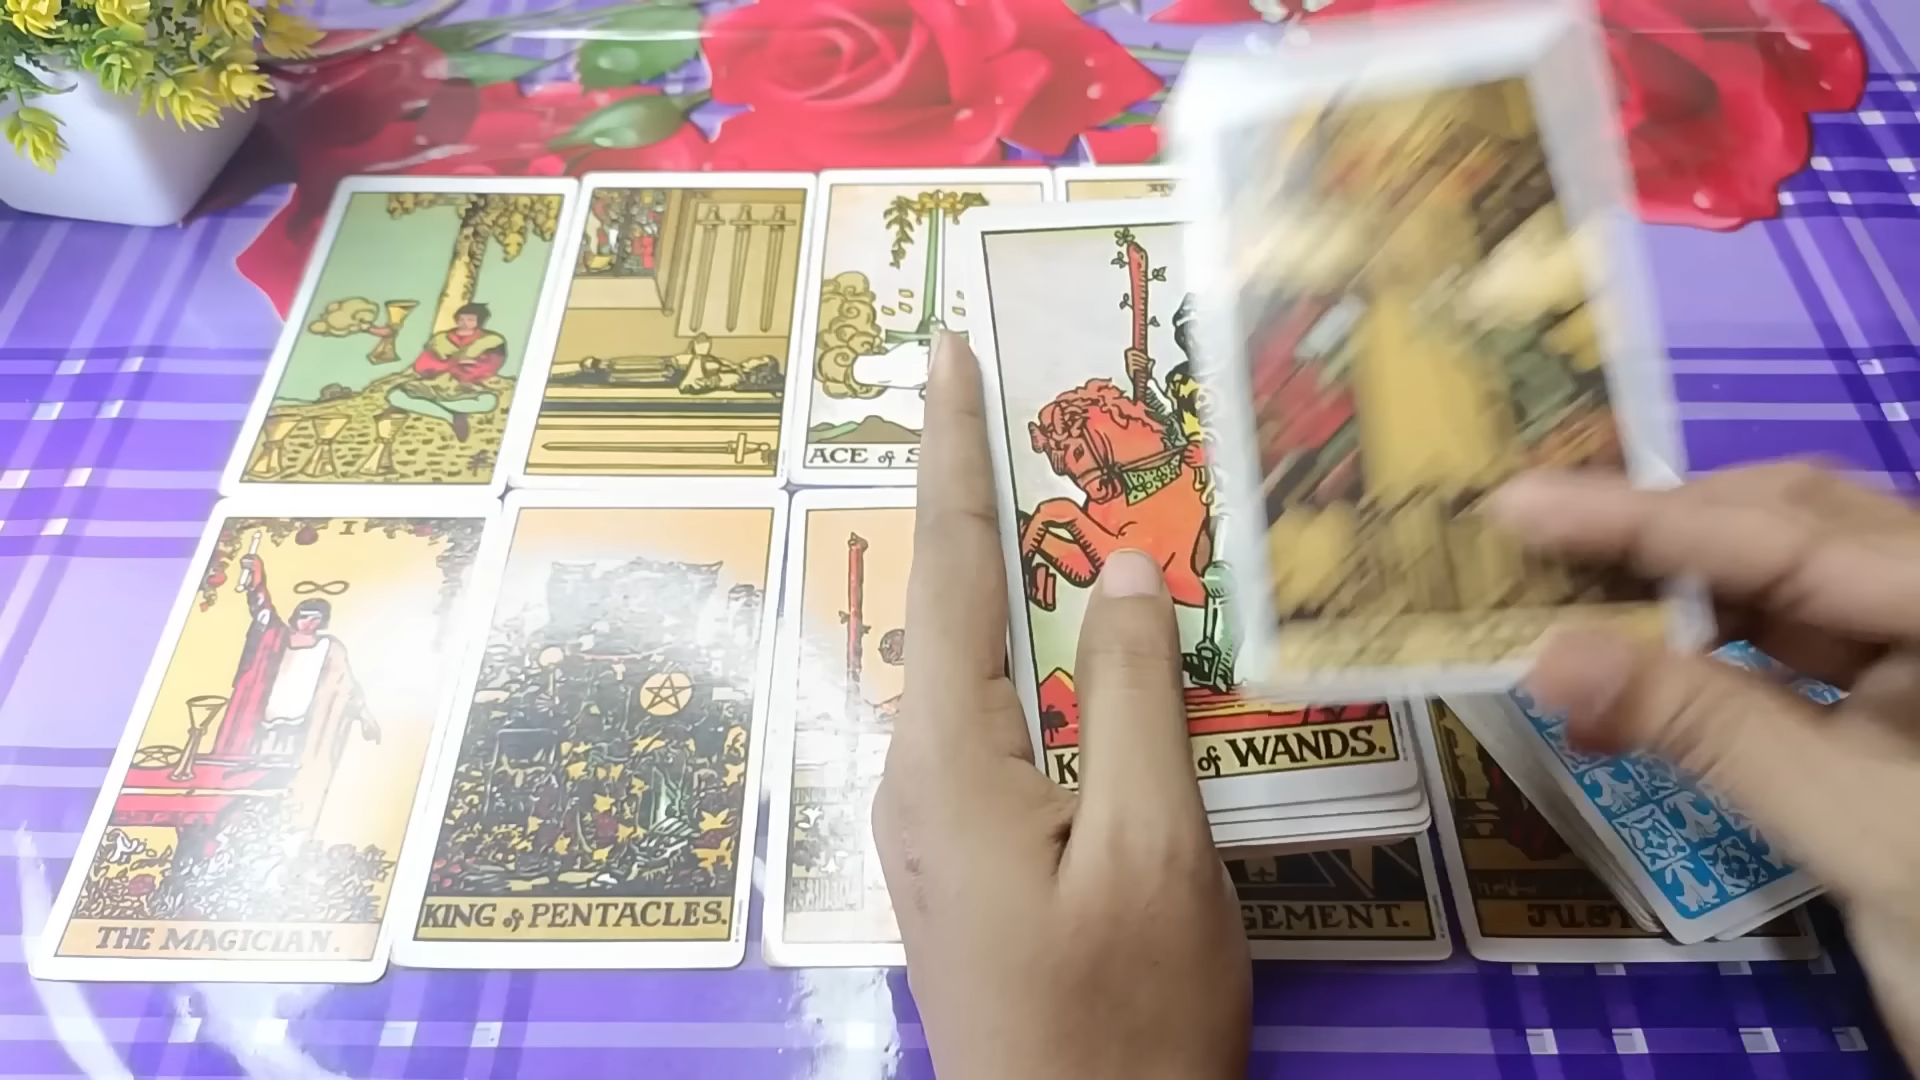 ACE of S
I
K of WANDS.
THE MAGICIAN.
KING of PENTACLES.
GEMENT.
JUST